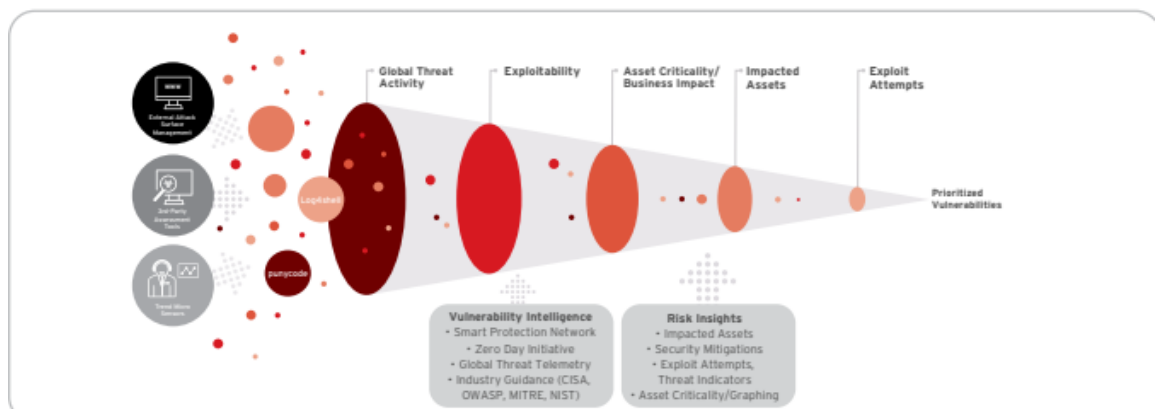 www
External Attack
Surface
Management
3rd-Party
Assessment
Tools
Trend Micro
Sensors
Log4shell
punycode
Global Threat
Activity
Exploitability
Asset Criticality/
Business Impact
Impacted
Assets
Exploit
Attempts
Prioritized
Vulnerabilities
Vulnerability Intelligence
• Smart Protection Network
• Zero Day Initiative
• Global Threat Telemetry
• Industry Guidance (CISA,
OWASP, MITRE, NIST)
Risk Insights
• Impacted Assets
• Security Mitigations
• Exploit Attempts,
Threat Indicators
• Asset Criticality/Graphing